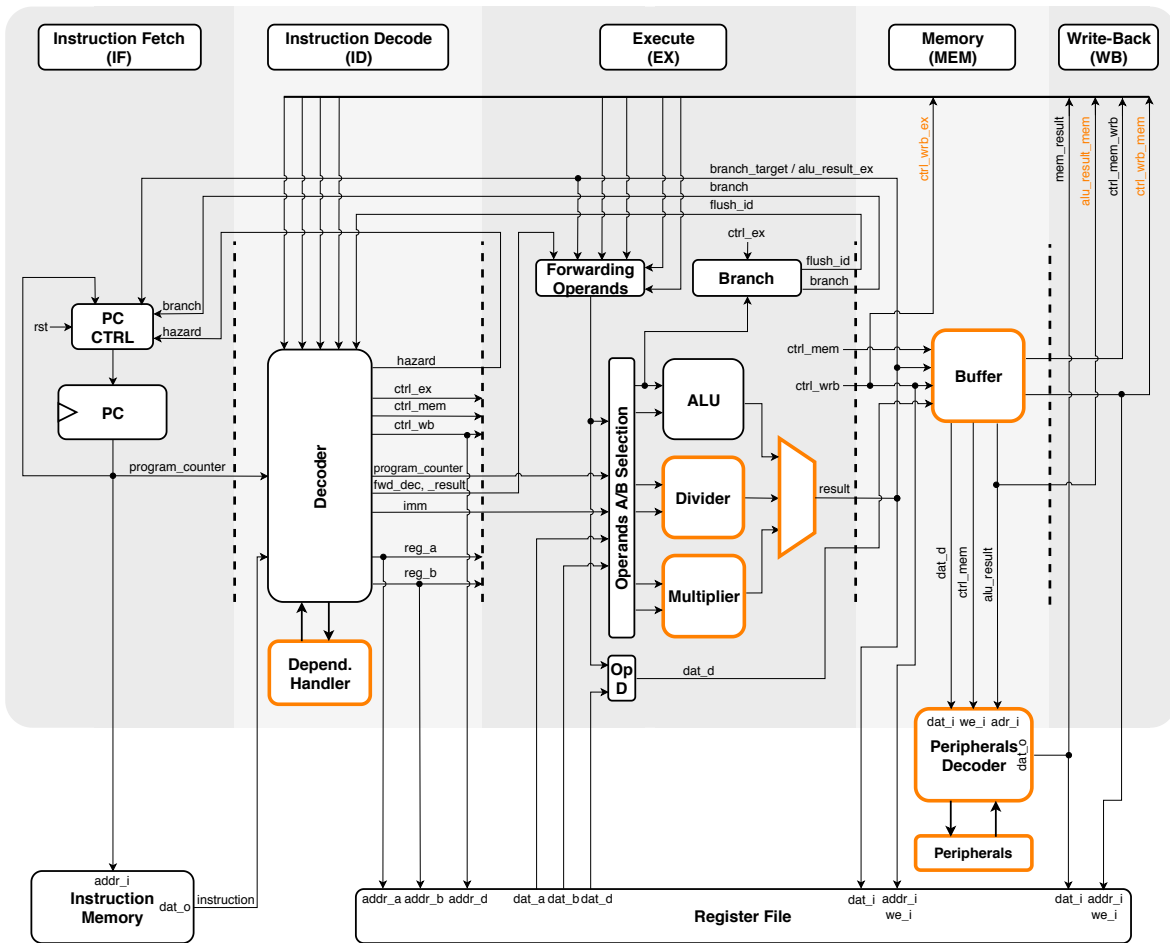 Instruction Fetch
(IF)
Instruction Decode
(ID)
Execute
(EX)
Memory
(MEM)
Write-Back
(WB)
ctrl_wrb_ex
mem_result
alu_result_mem
ctrl_mem_wrb
ctrl_wrb_mem
branch_target / alu_result_ex
branch
flush_id
ctrl_ex
Forwarding
Operands
Branch
flush_id
branch
rst
PC
CTRL
branch
hazard
PC
program_counter
Decoder
hazard
ctrl_ex
ctrl_mem
ctrl_wb
program_counter
fwd_dec, _result
imm
reg_a
reg_b
Depend.
Handler
Operands A/B Selection
ALU
Divider
Multiplier
result
Op
D
dat_d
ctrl_mem
ctrl_wrb
Buffer
dat_d
ctrl_mem
alu_result
dat_i we_i adr_i
dat_o
Peripherals
Decoder
Peripherals
addr_i
Instruction
Memory
dat_o
instruction
addr_a addr_b addr_d
dat_a dat_b dat_d
Register File
dat_i addr_i
we_i
dat_i addr_i
we_i